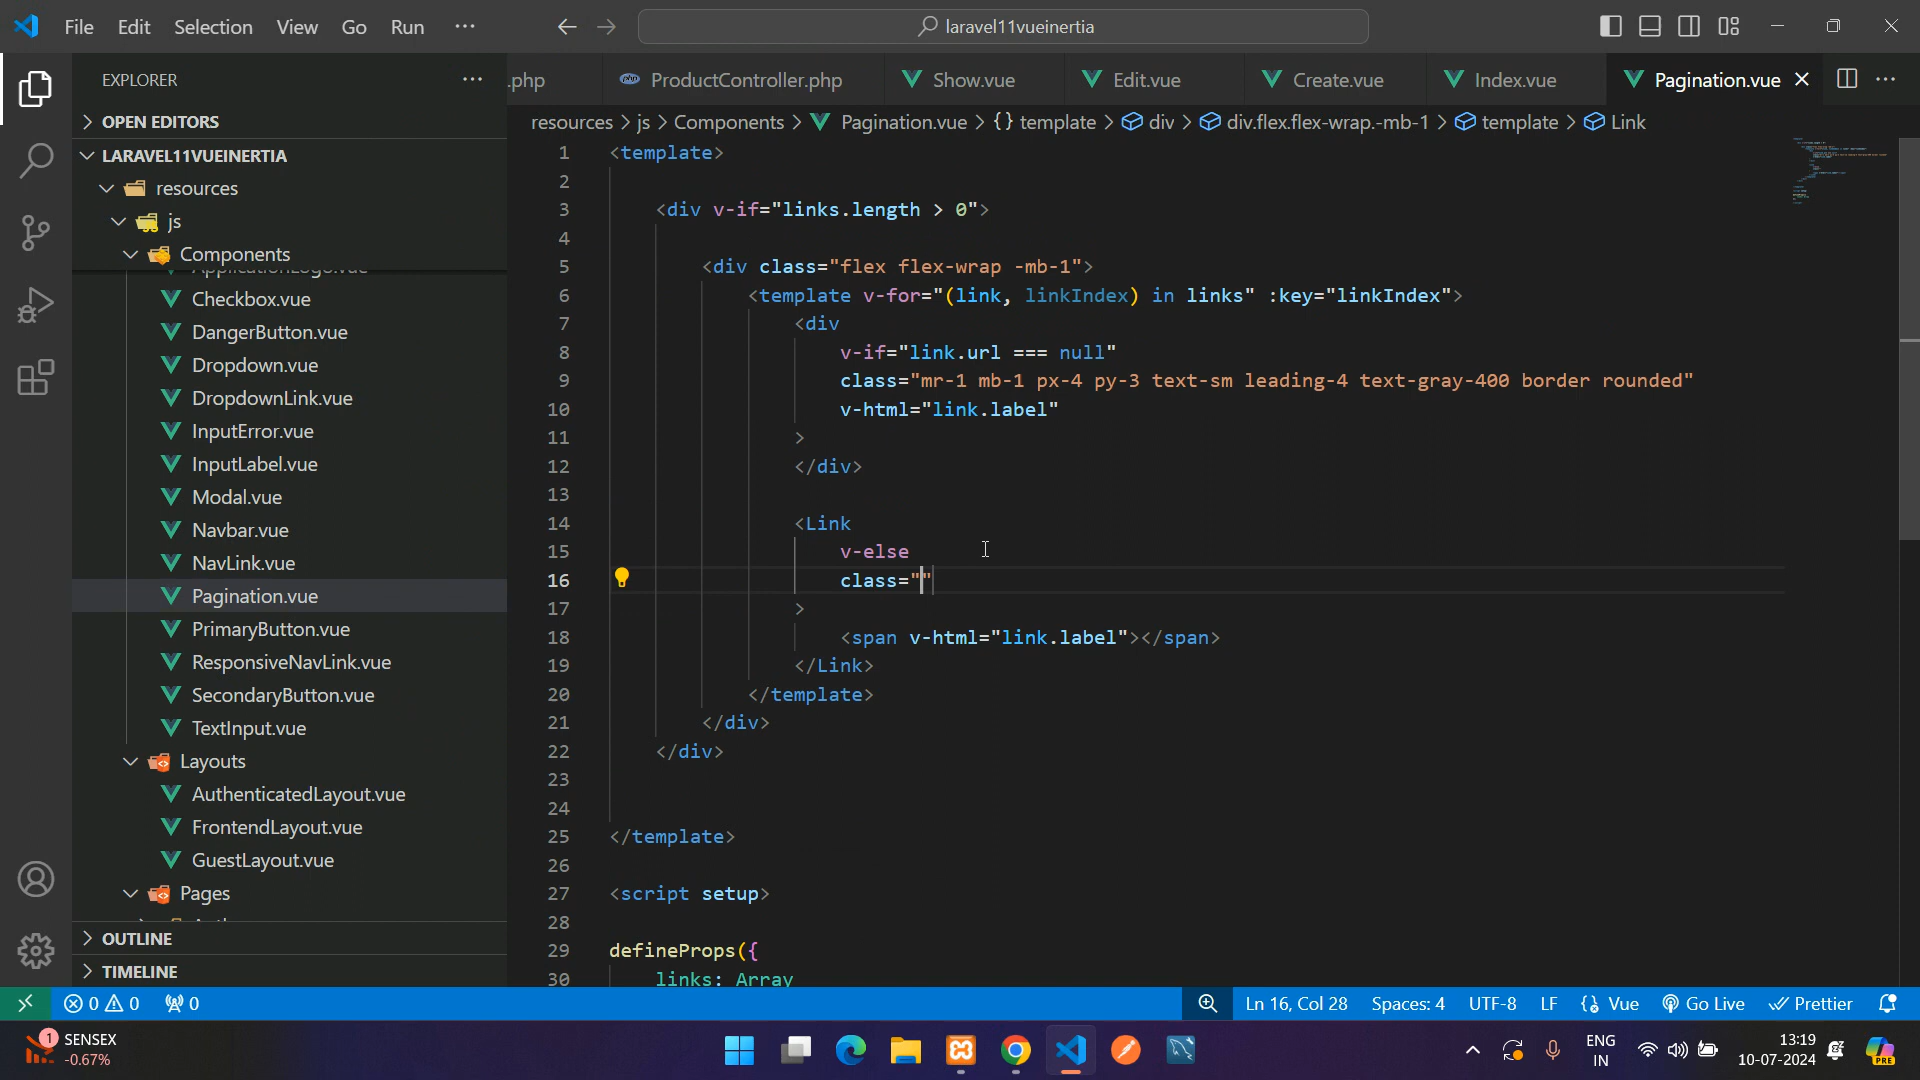 File Edit Selection View Go Run ...
laravel11vueinertia
EXPLORER
.php ProductController.php Show.vue Edit.vue Create.vue Index.vue Pagination.vue
OPEN EDITORS
resources > js > Components > Pagination.vue > {} template > div > div.flex.flex-wrap.-mb-1 > template > Link
LARAVEL11VUEINERTIA
resources
js
Components
Checkbox.vue
DangerButton.vue
Dropdown.vue
DropdownLink.vue
InputError.vue
InputLabel.vue
Modal.vue
Navbar.vue
NavLink.vue
Pagination.vue
PrimaryButton.vue
ResponsiveNavLink.vue
SecondaryButton.vue
TextInput.vue
Layouts
AuthenticatedLayout.vue
FrontendLayout.vue
GuestLayout.vue
Pages
OUTLINE
TIMELINE
1 <template>
2
3 <div v-if="links.length > 0">
4
5 <div class="flex flex-wrap -mb-1">
6 <template v-for="(link, linkIndex) in links" :key="linkIndex">
7 <div
8 v-if="link.url === null"
9 class="mr-1 mb-1 px-4 py-3 text-sm leading-4 text-gray-400 border rounded"
10 v-html="link.label"
11 >
12 </div>
13
14 <Link
15 v-else
16 class=""
17 >
18 <span v-html="link.label"></span>
19 </Link>
20 </template>
21 </div>
22 </div>
23
24
25 </template>
26
27 <script setup>
28
29 defineProps({
30 links: Array
0 0 0 Ln 16, Col 28 Spaces: 4 UTF-8 LF {} Vue Go Live Prettier
1 SENSEX
-0.67%
ENG
IN
13:19
10-07-2024
PRE